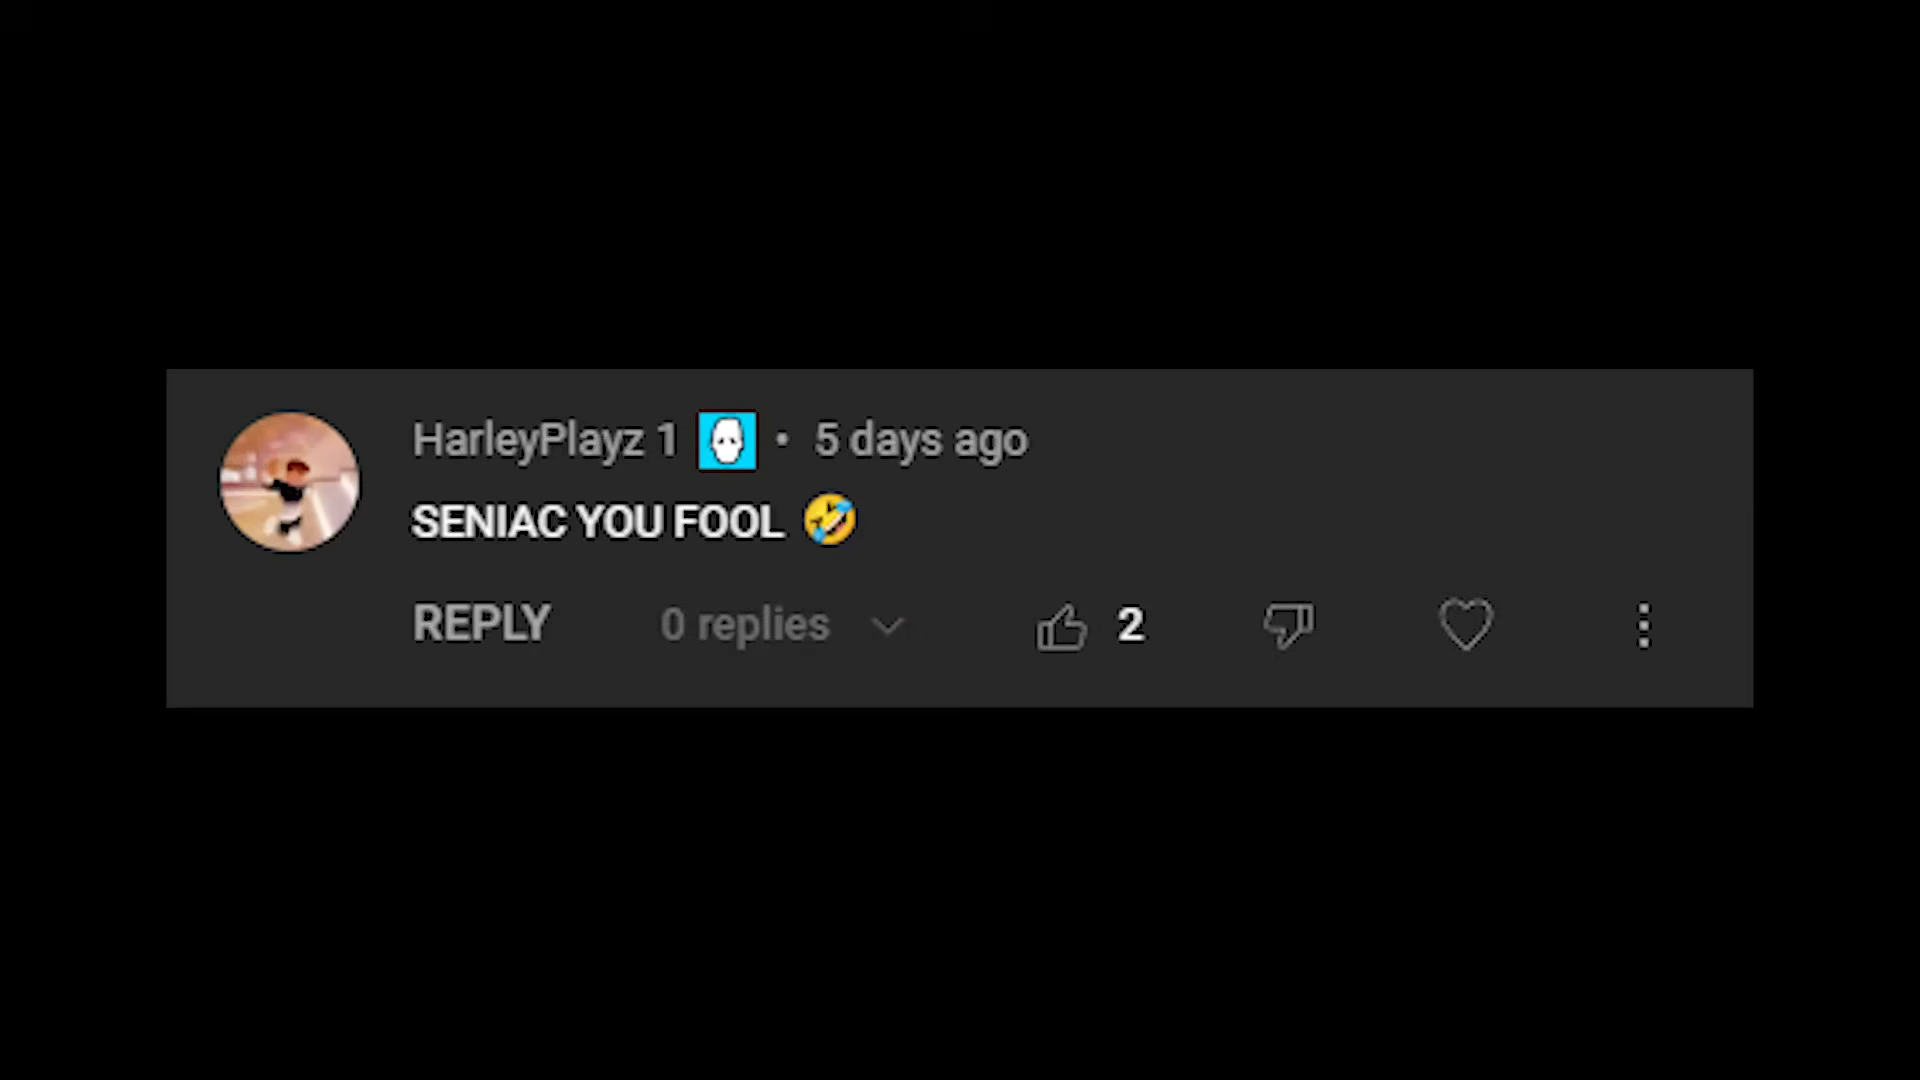 HarleyPlayz 1 • 5 days ago
SENIAC YOU FOOL 🤣
REPLY 0 replies 2